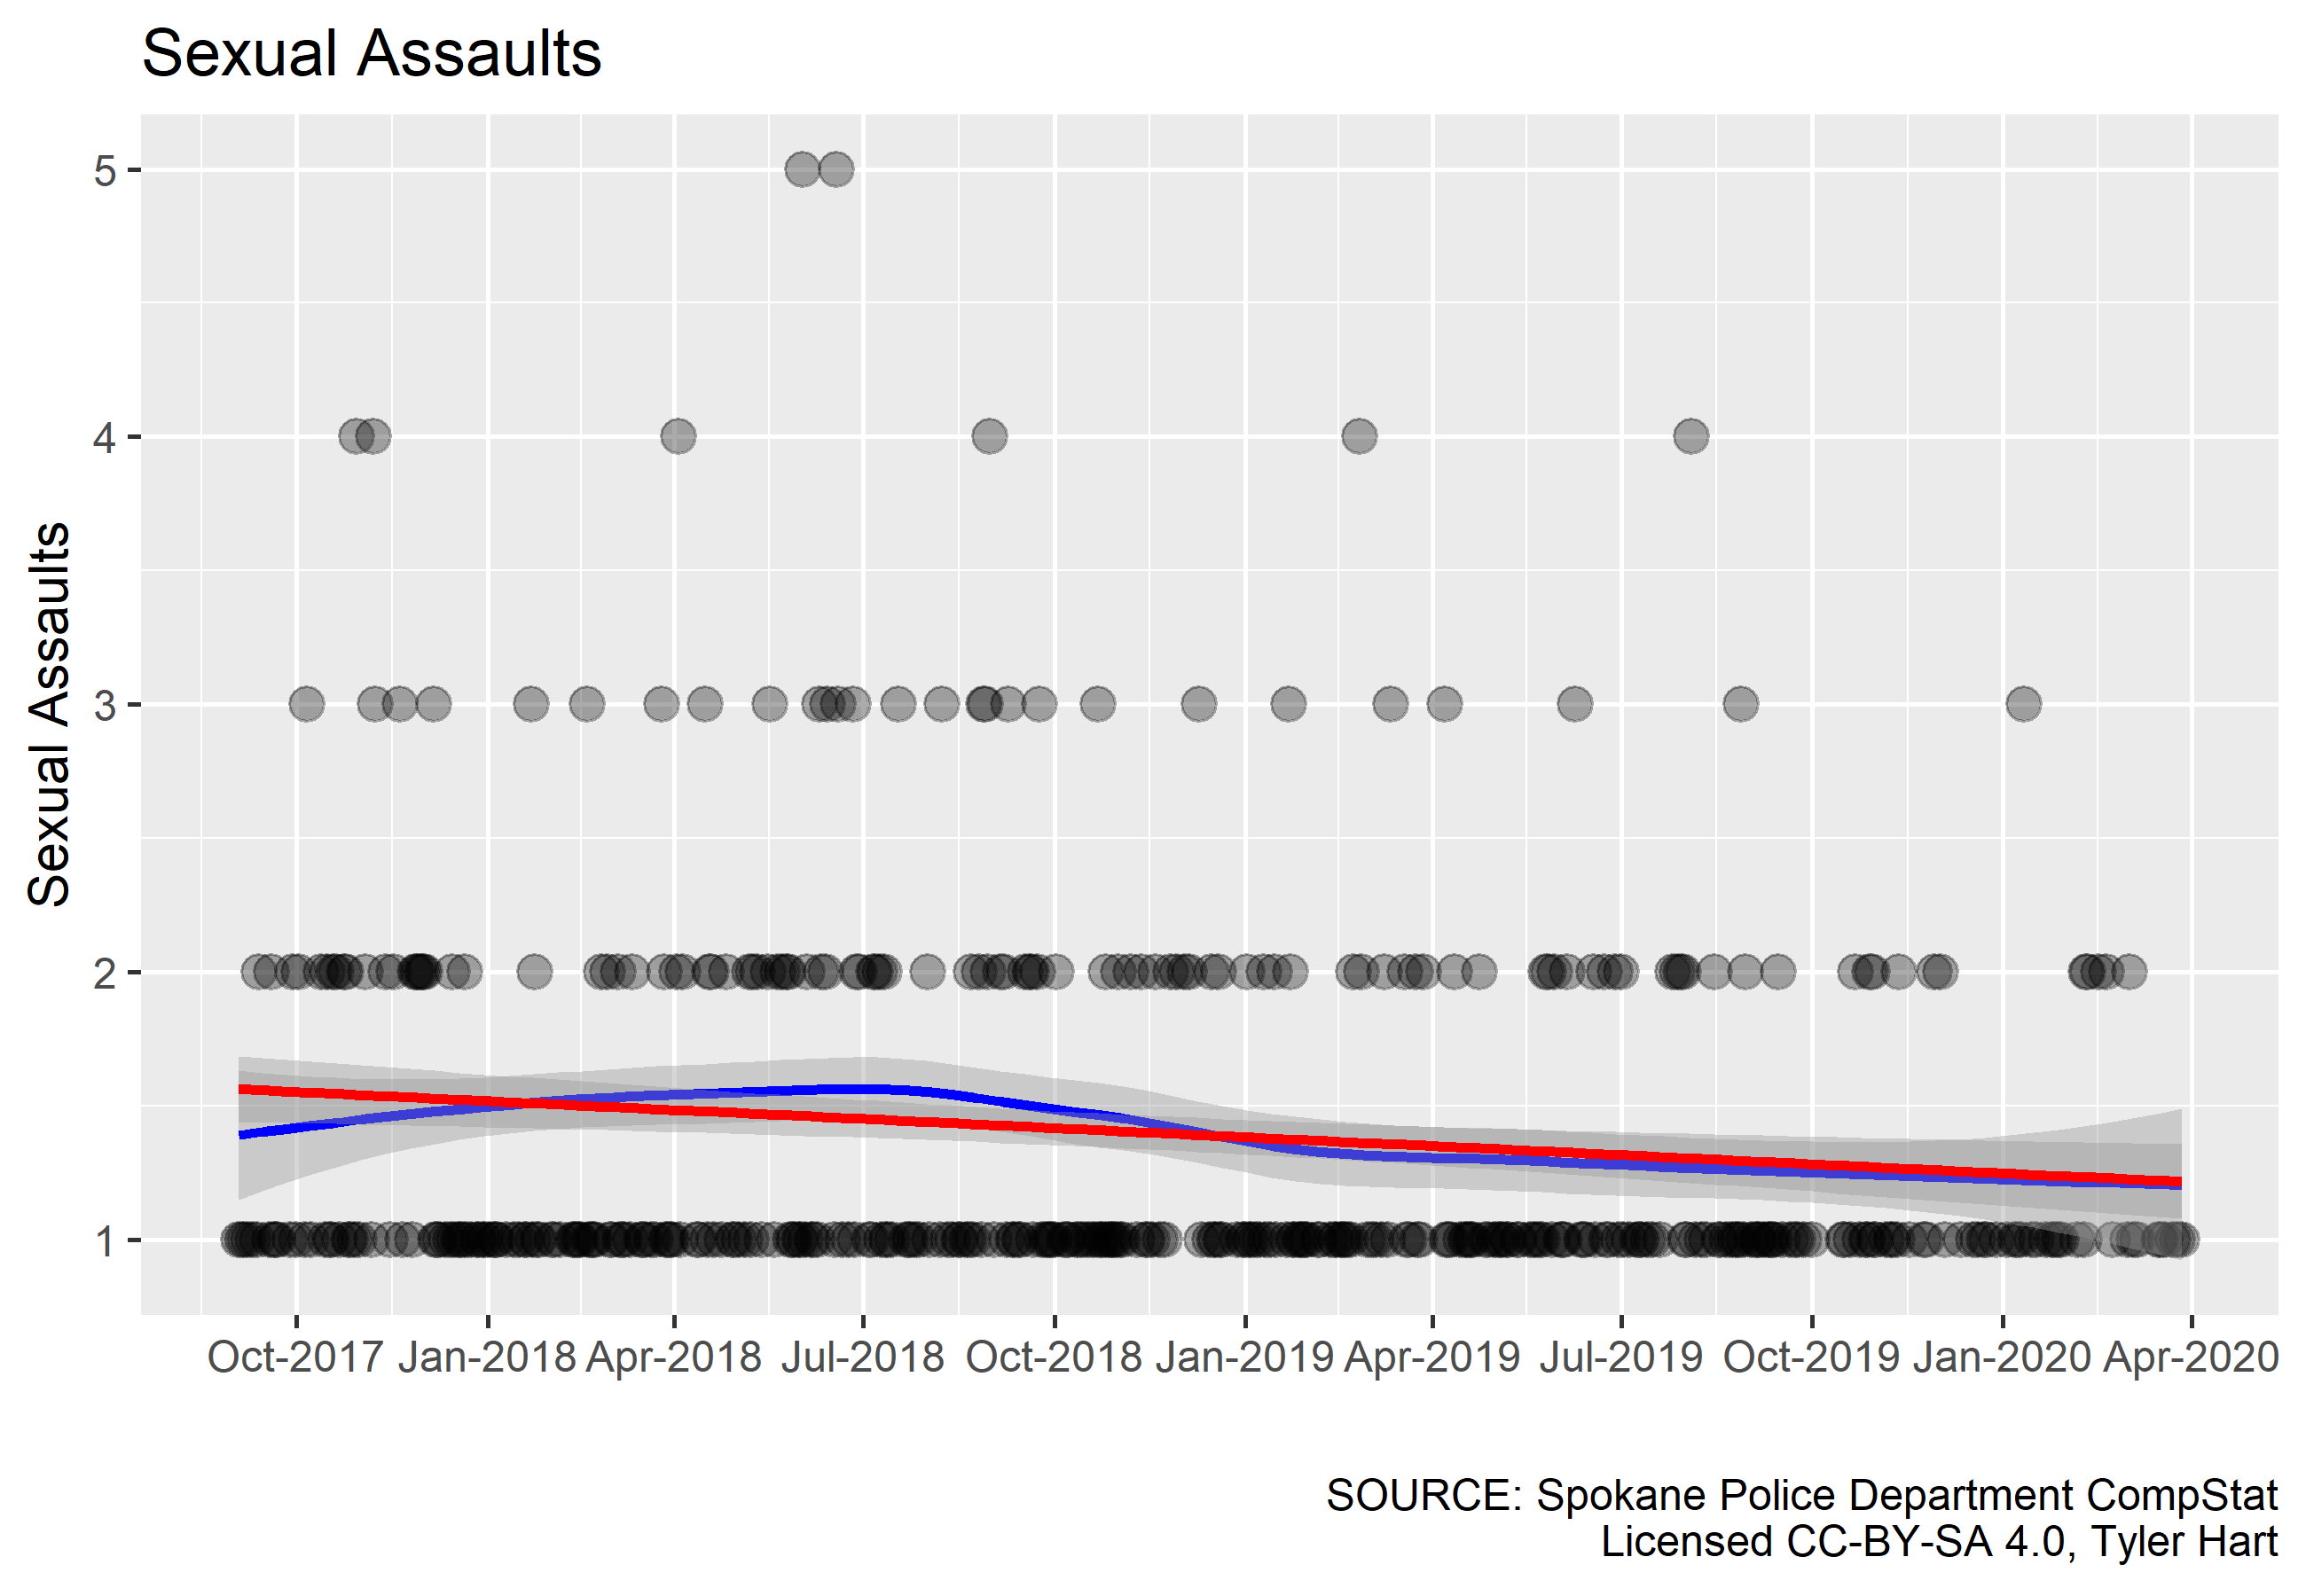 Sexual Assaults
Sexual Assaults
5
4
3
2
1
Oct-2017 Jan-2018 Apr-2018 Jul-2018 Oct-2018 Jan-2019 Apr-2019 Jul-2019 Oct-2019 Jan-2020 Apr-2020
SOURCE: Spokane Police Department CompStat
Licensed CC-BY-SA 4.0, Tyler Hart